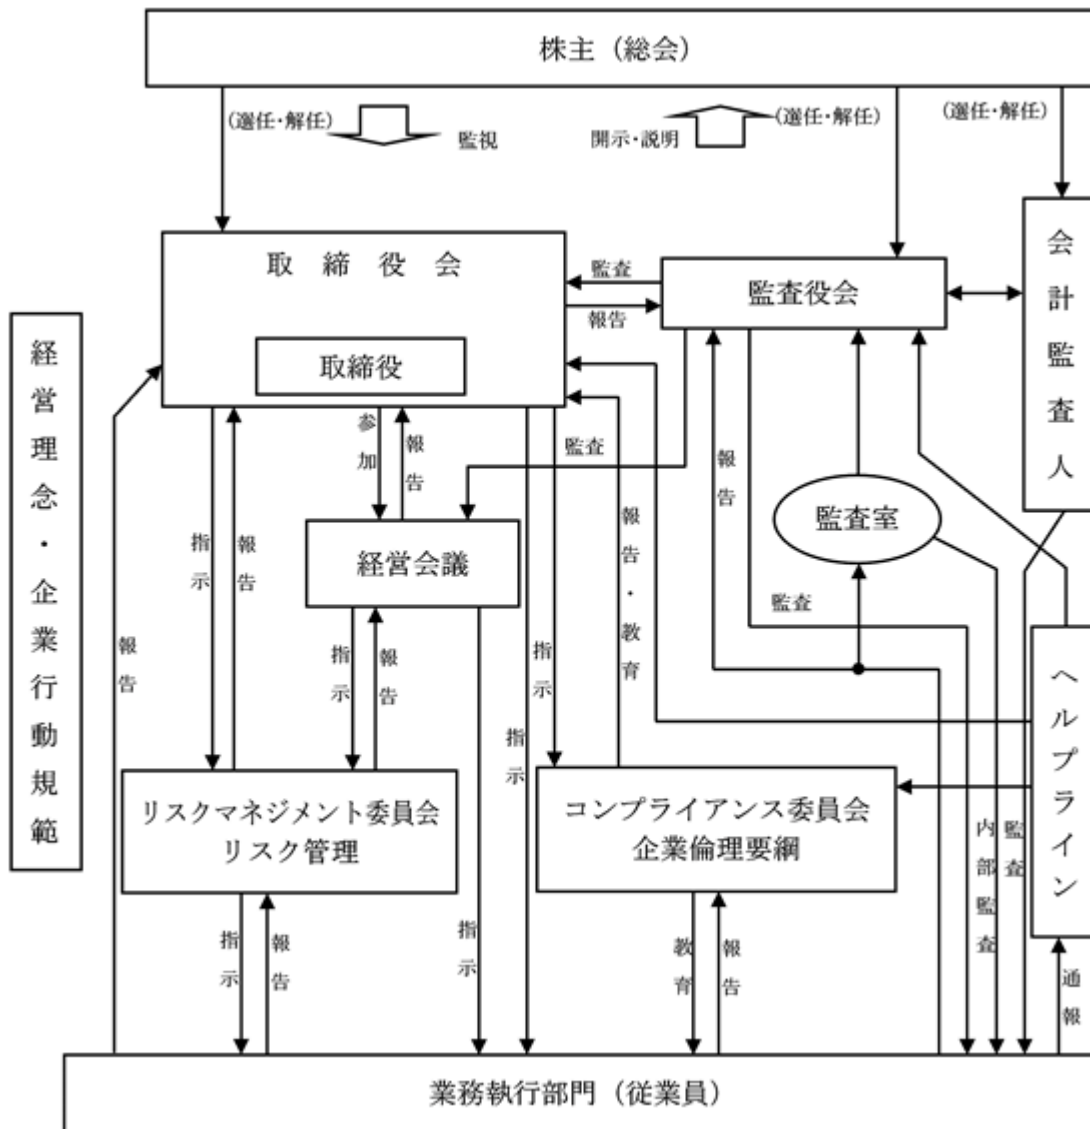 株主（総会）
(選任・解任)
監視
開示・説明
(選任・解任)
(選任・解任)
取締役会
取締役
監査
報告
監査役会
会計監査人
経営理念・企業行動規範
参加
報告
監査
指示
報告
経営会議
報告・教育
報告
監査室
監査
報告
指示
報告
指示
指示
ヘルプライン
リスクマネジメント委員会
リスク管理
コンプライアンス委員会
企業倫理要綱
内部監査
監査
指示
報告
指示
教育
報告
通報
業務執行部門（従業員）